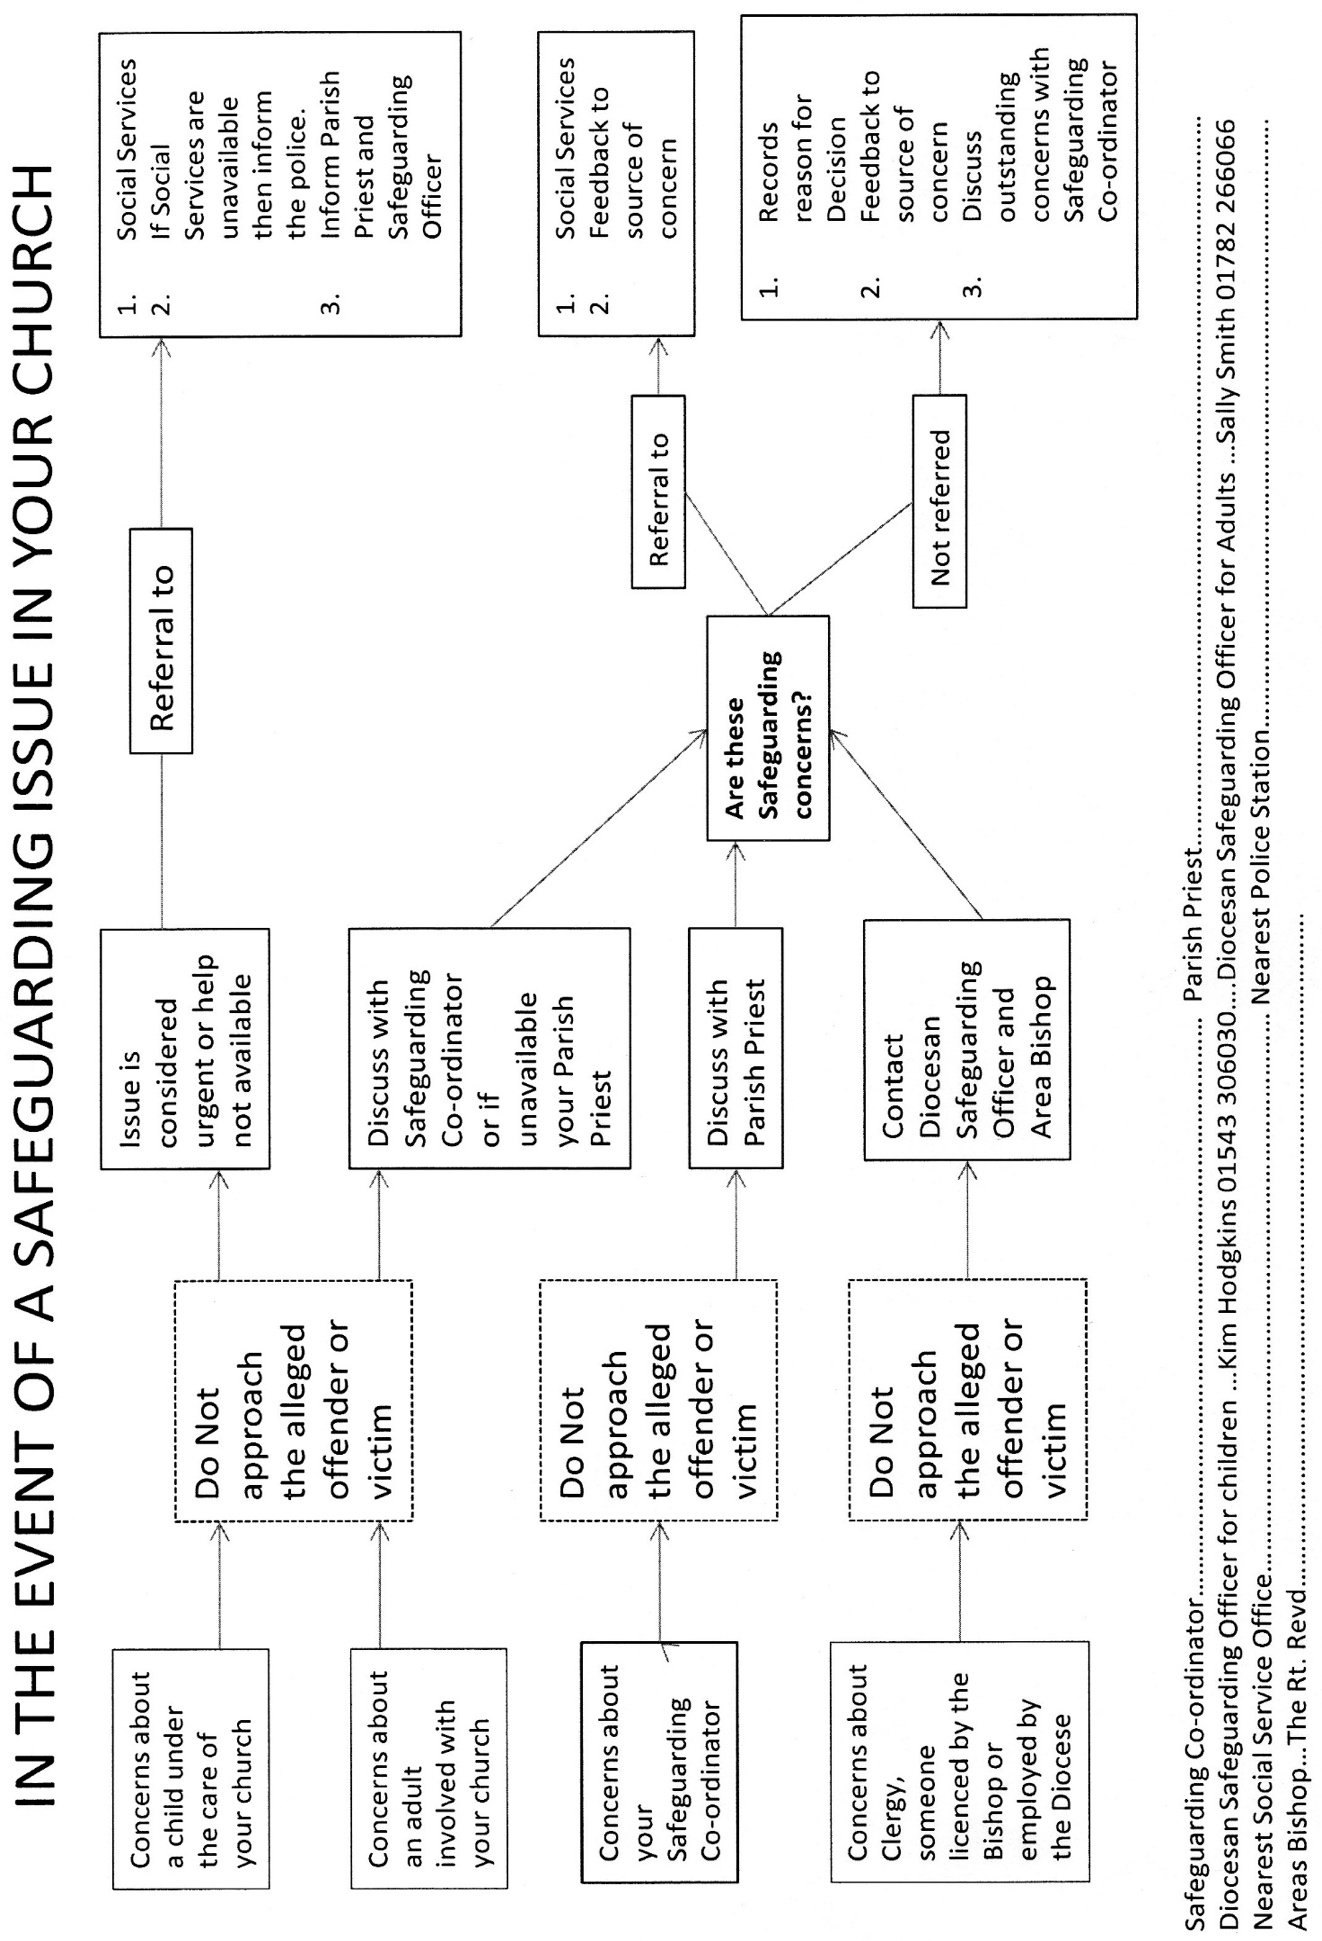 IN THE EVENT OF A SAFEGUARDING ISSUE IN YOUR CHURCH
Concerns about
a child under
the care of
your church
Concerns about
an adult
involved with
your church
Concerns about
your
Safeguarding
Co-ordinator
Concerns about
Clergy,
someone
licenced by the
Bishop or
employed by
the Diocese
Do Not
approach
the alleged
offender or
victim
Do Not
approach
the alleged
offender or
victim
Do Not
approach
the alleged
offender or
victim
Issue is
considered
urgent or help
not available
Discuss with
Safeguarding
Co-ordinator
or if
unavailable
your Parish
Priest
Discuss with
Parish Priest
Contact
Diocesan
Safeguarding
Officer and
Area Bishop
Are these
Safeguarding
concerns?
Referral to
Referral to
Not referred
1. Social Services
2. If Social
Services are
unavailable
then inform
the police.
3. Inform Parish
Priest and
Safeguarding
Officer
1. Social Services
2. Feedback to
source of
concern
1. Records
reason for
Decision
2. Feedback to
source of
concern
3. Discuss
outstanding
concerns with
Safeguarding
Co-ordinator
Safeguarding Co-ordinator.......... Parish Priest..........
Diocesan Safeguarding Officer for children ...Kim Hodgkins 01543 306030....Diocesan Safeguarding Officer for Adults ...Sally Smith 01782 266066
Nearest Social Service Office.......... Nearest Police Station..........
Areas Bishop...The Rt. Revd..........